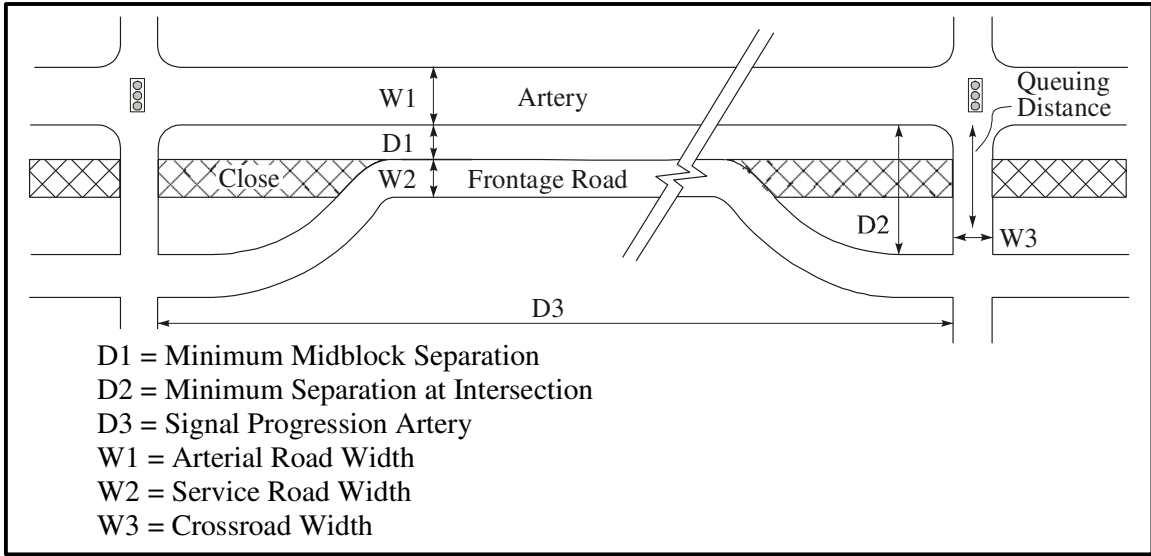 Queuing
Distance
W1
Artery
D1
Close
W2
Frontage Road
D2
W3
D3
D1 = Minimum Midblock Separation
D2 = Minimum Separation at Intersection
D3 = Signal Progression Artery
W1 = Arterial Road Width
W2 = Service Road Width
W3 = Crossroad Width